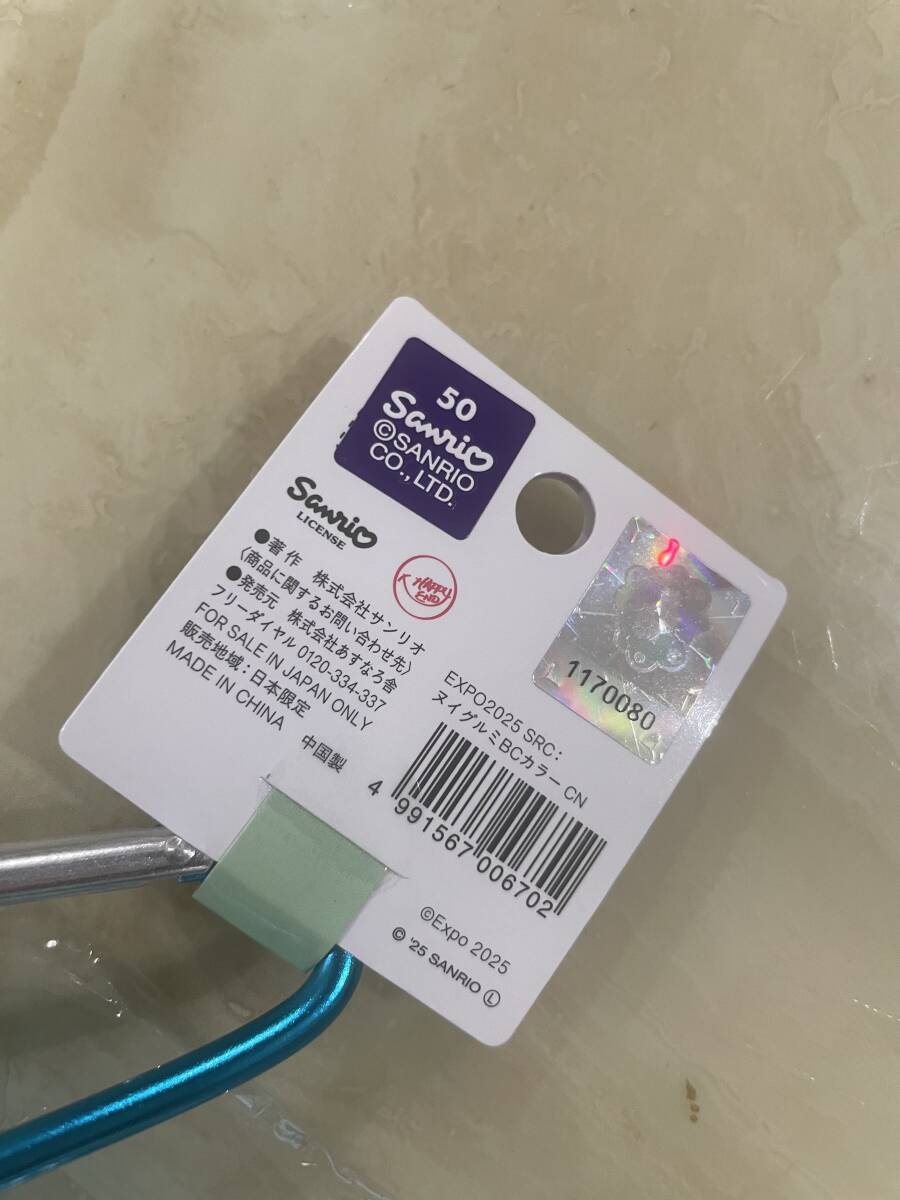 50
Sanrio
©SANRIO
CO., LTD.
Sanrio
LICENSE
HAPPY
END
●著作　株式会社サンリオ
〈商品に関するお問い合わせ先〉
●発売元　株式会社あすなろ舎
フリーダイヤル 0120-334-337
FOR SALE IN JAPAN ONLY
販売地域：日本限定
MADE IN CHINA
中国製
1170080
EXPO2025 SRC：
ヌイグルミBCカラー CN
4 991567 006702
©Expo 2025
© '25 SANRIO Ⓛ